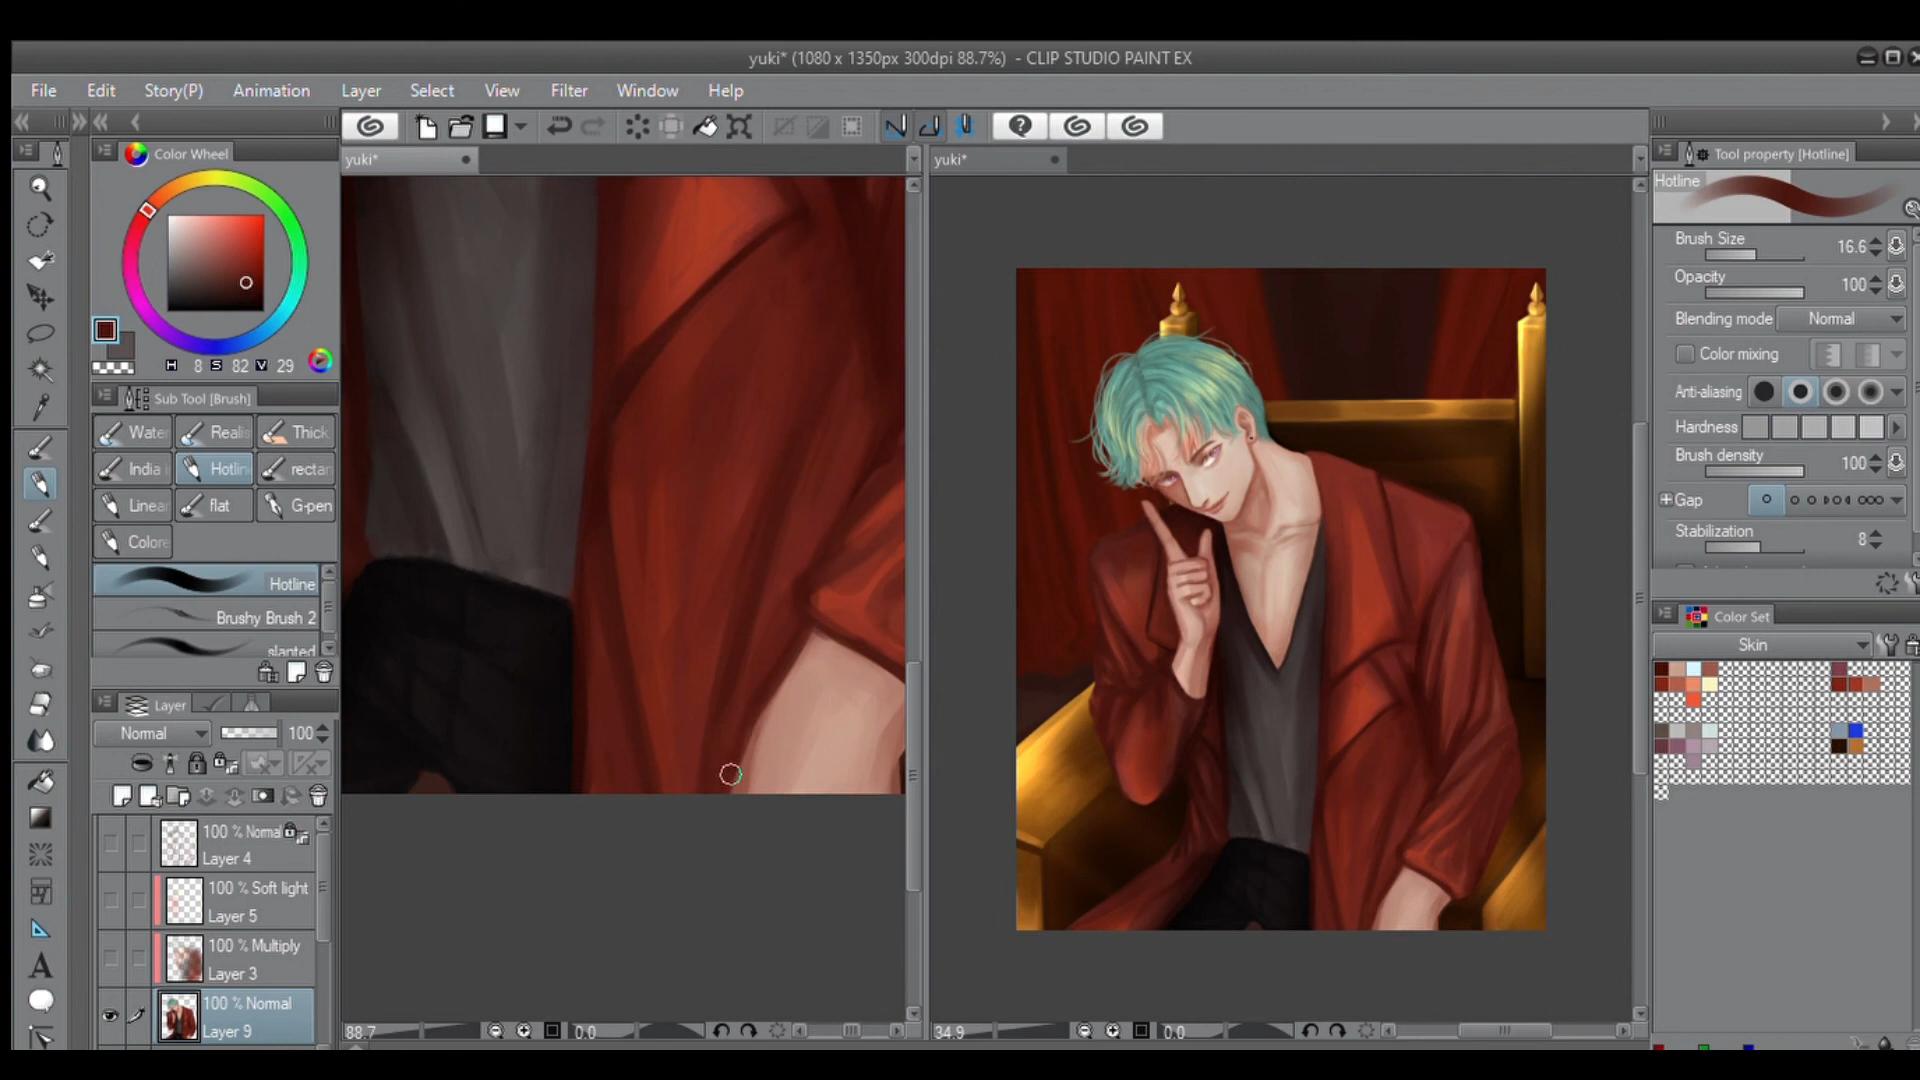 yuki* (1080 x 1350px 300dpi 88.7%) - CLIP STUDIO PAINT EX
File Edit Story(P) Animation Layer Select View Filter Window Help
Color Wheel
yuki*
yuki*
Tool property [Hotline]
Hotline
Brush Size 16.6
Opacity 100
Blending mode Normal
Color mixing
Anti-aliasing
Hardness
Brush density 100
Gap
Stabilization 8
H 8 S 82 V 29
Sub Tool [Brush]
Water Realis Thick
India Hotlin rectan
Linea flat G-pen
Colore
Hotline
Brushy Brush 2
slanted
Layer
Normal 100
100 % Normal
Layer 4
100 % Soft light
Layer 5
100 % Multiply
Layer 3
100 % Normal
Layer 9
Color Set
Skin
88.7 0.0
34.9 0.0